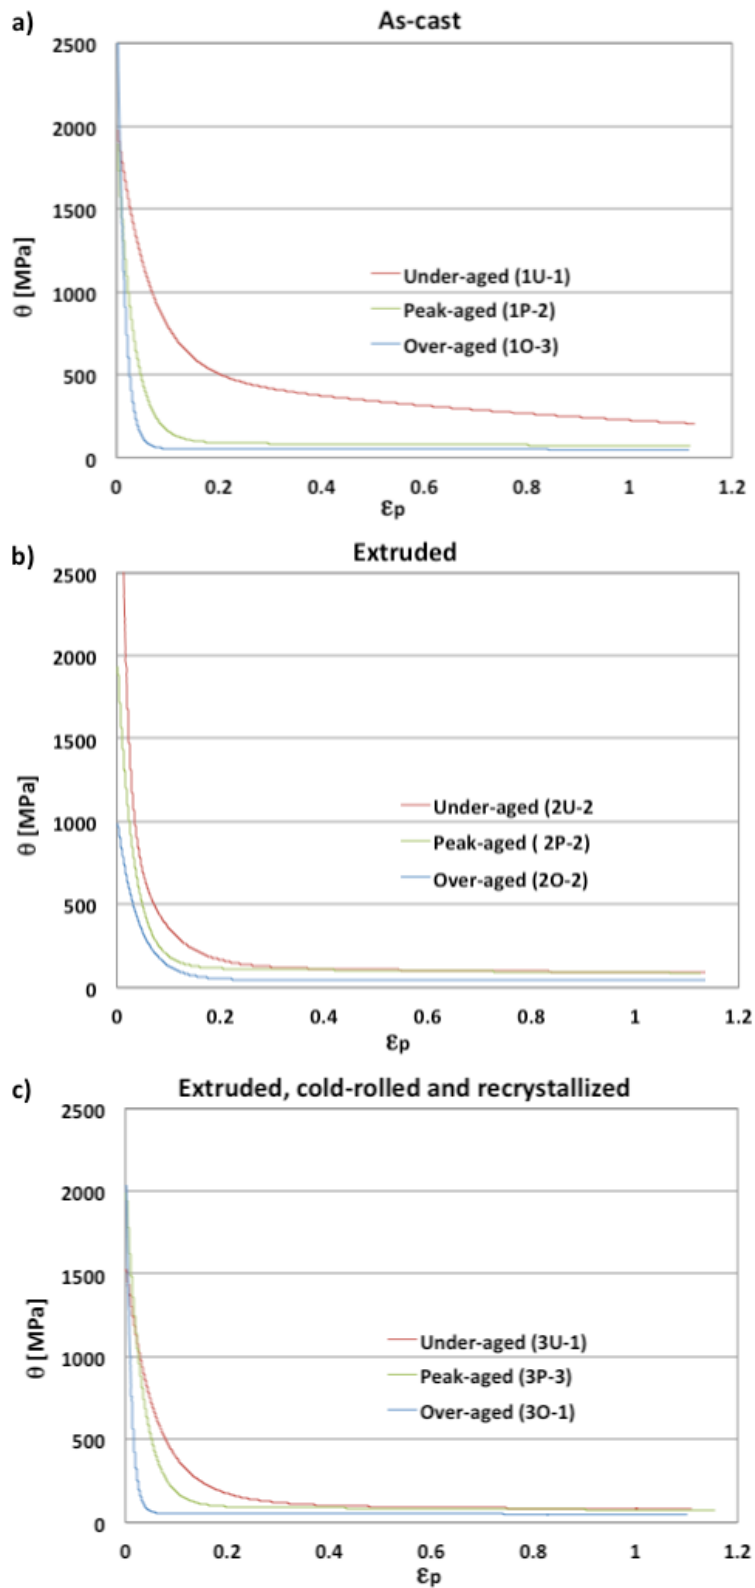 a)
As-cast
2500
2000
1500
1000
500
0
θ [MPa]
Under-aged (1U-1)
Peak-aged (1P-2)
Over-aged (1O-3)
0 0.2 0.4 0.6 0.8 1 1.2
εp
b)
Extruded
2500
2000
1500
1000
500
0
θ [MPa]
Under-aged (2U-2
Peak-aged ( 2P-2)
Over-aged (2O-2)
0 0.2 0.4 0.6 0.8 1 1.2
εp
c)
Extruded, cold-rolled and recrystallized
2500
2000
1500
1000
500
0
θ [MPa]
Under-aged (3U-1)
Peak-aged (3P-3)
Over-aged (3O-1)
0 0.2 0.4 0.6 0.8 1 1.2
εp